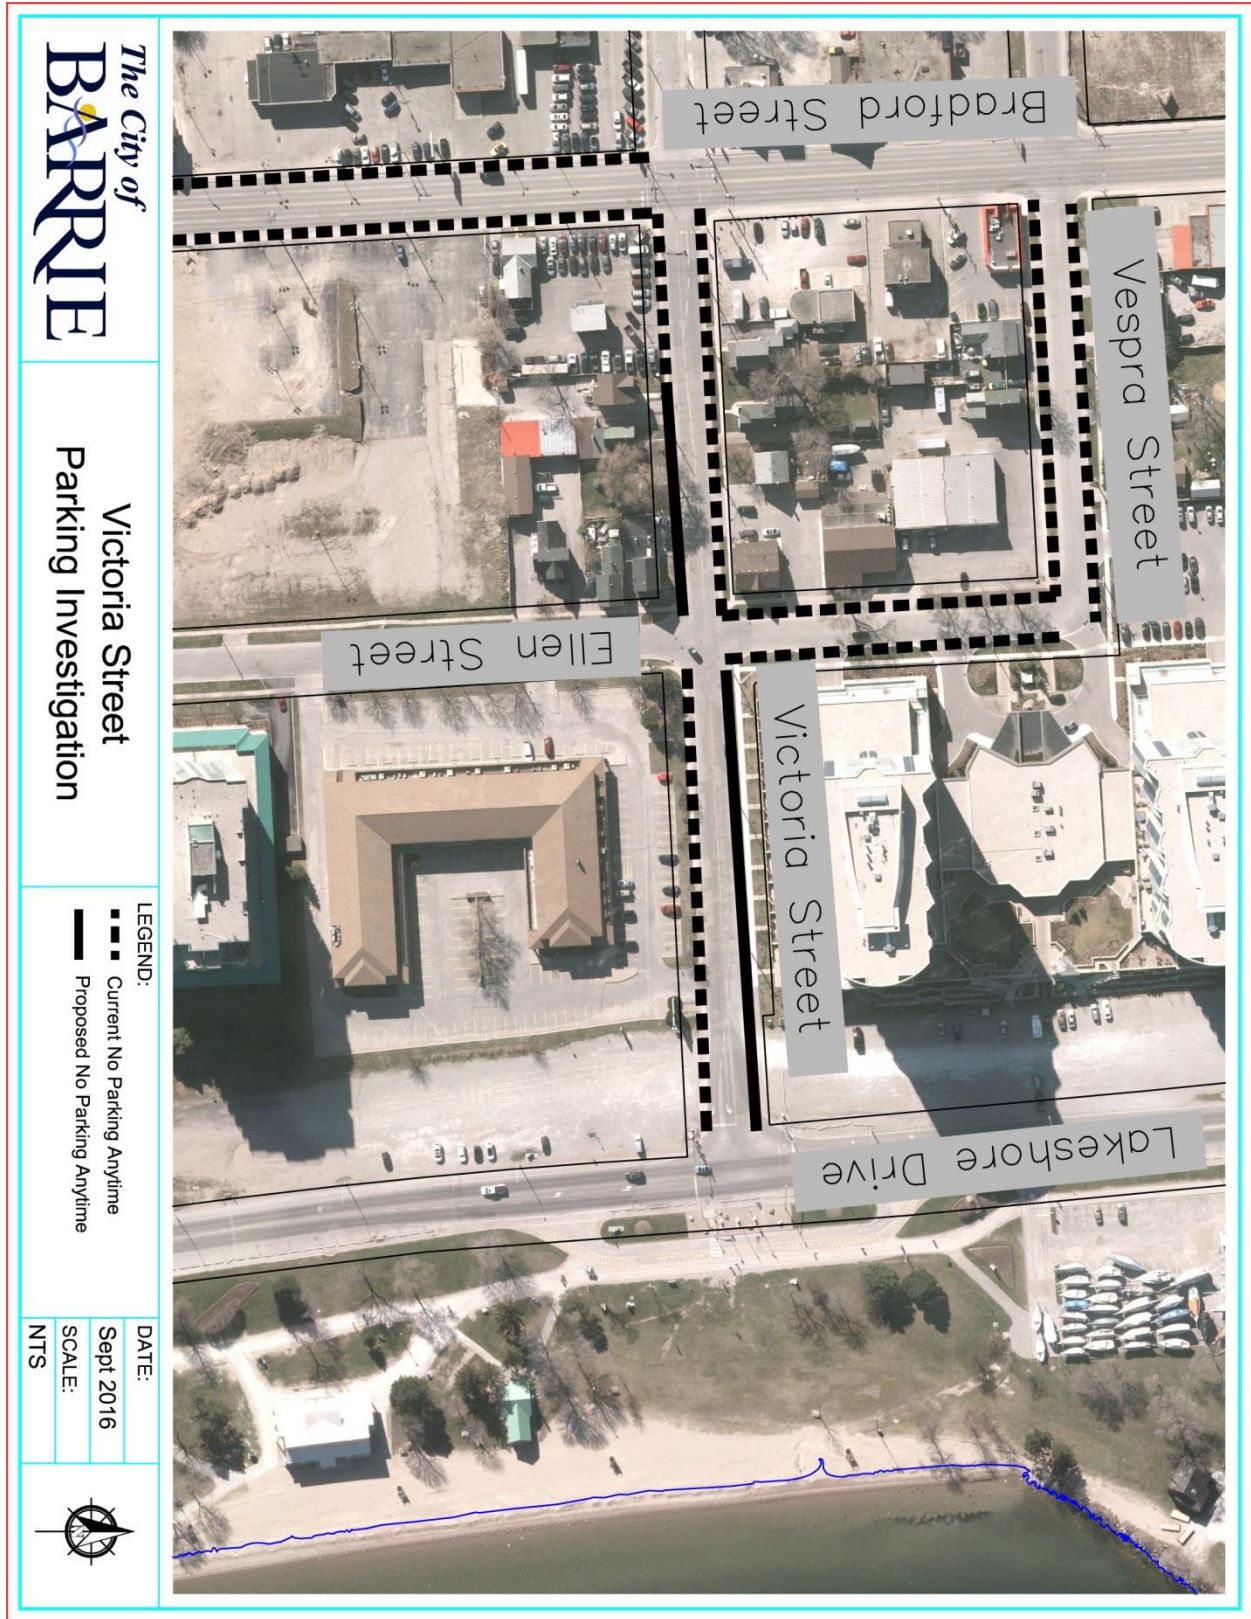 The City of
BARRIE
Victoria Street
Parking Investigation
LEGEND:
Current No Parking Anytime
Proposed No Parking Anytime
DATE:
Sept 2016
SCALE:
NTS
N
Bradford Street
Vespra Street
Ellen Street
Victoria Street
Lakeshore Drive